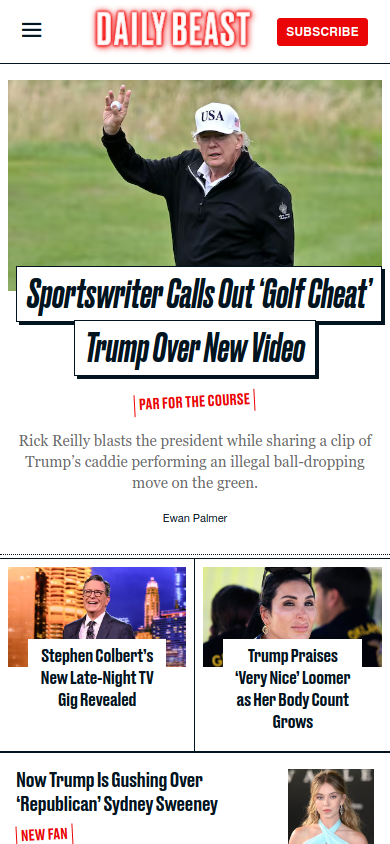 DAILY BEAST
SUBSCRIBE
USA
Sportswriter Calls Out ‘Golf Cheat’
Trump Over New Video
PAR FOR THE COURSE
Rick Reilly blasts the president while sharing a clip of
Trump’s caddie performing an illegal ball-dropping
move on the green.
Ewan Palmer
Stephen Colbert’s
New Late-Night TV
Gig Revealed
Trump Praises
‘Very Nice’ Loomer
as Her Body Count
Grows
Now Trump Is Gushing Over
‘Republican’ Sydney Sweeney
NEW FAN